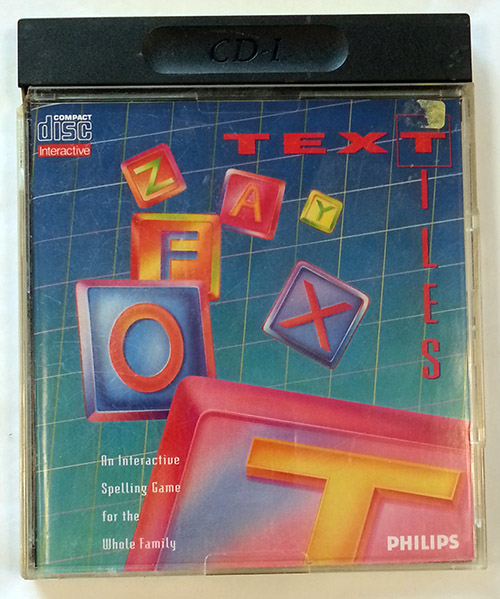 CD-I
COMPACT
disc
Interactive
TEXT
TILES
Z
A
Y
F
O
X
T
An Interactive
Spelling Game
for the
Whole Family
PHILIPS